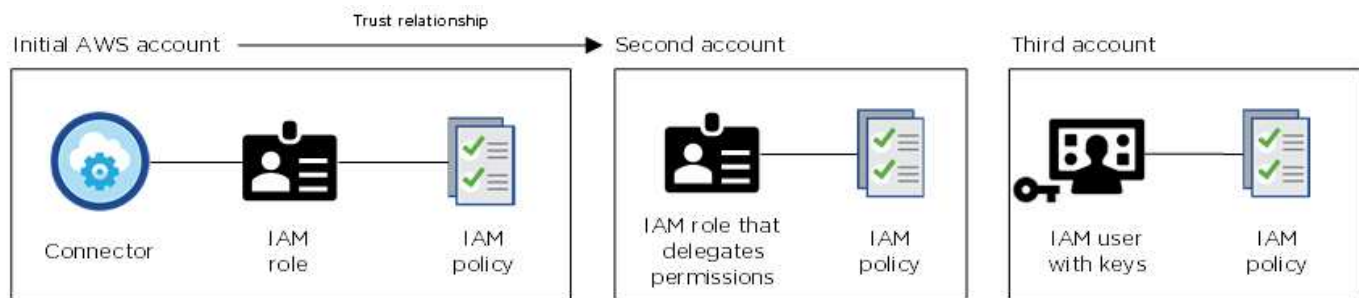 Trust relationship
Initial AWS account
Second account
Third account
Connector
IAM
role
IAM
policy
IAM role that
delegates
permissions
IAM
policy
IAM user
with keys
IAM
policy